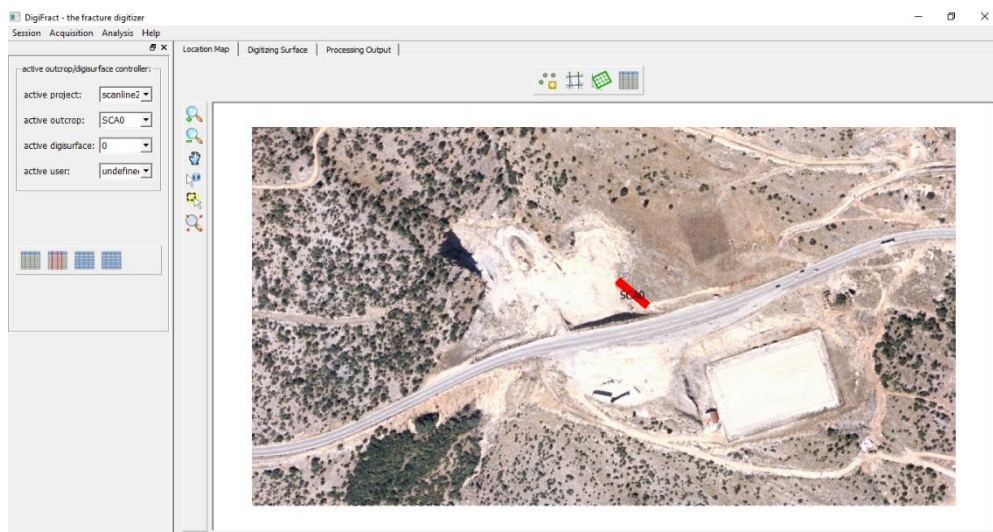 DigiFract - the fracture digitizer
Session Acquisition Analysis Help
Location Map Digitizing Surface Processing Output
active outcrop/digisurface controller:
active project: scanline2
active outcrop: SCA0
active digisurface: 0
active user: undefine
SCA0